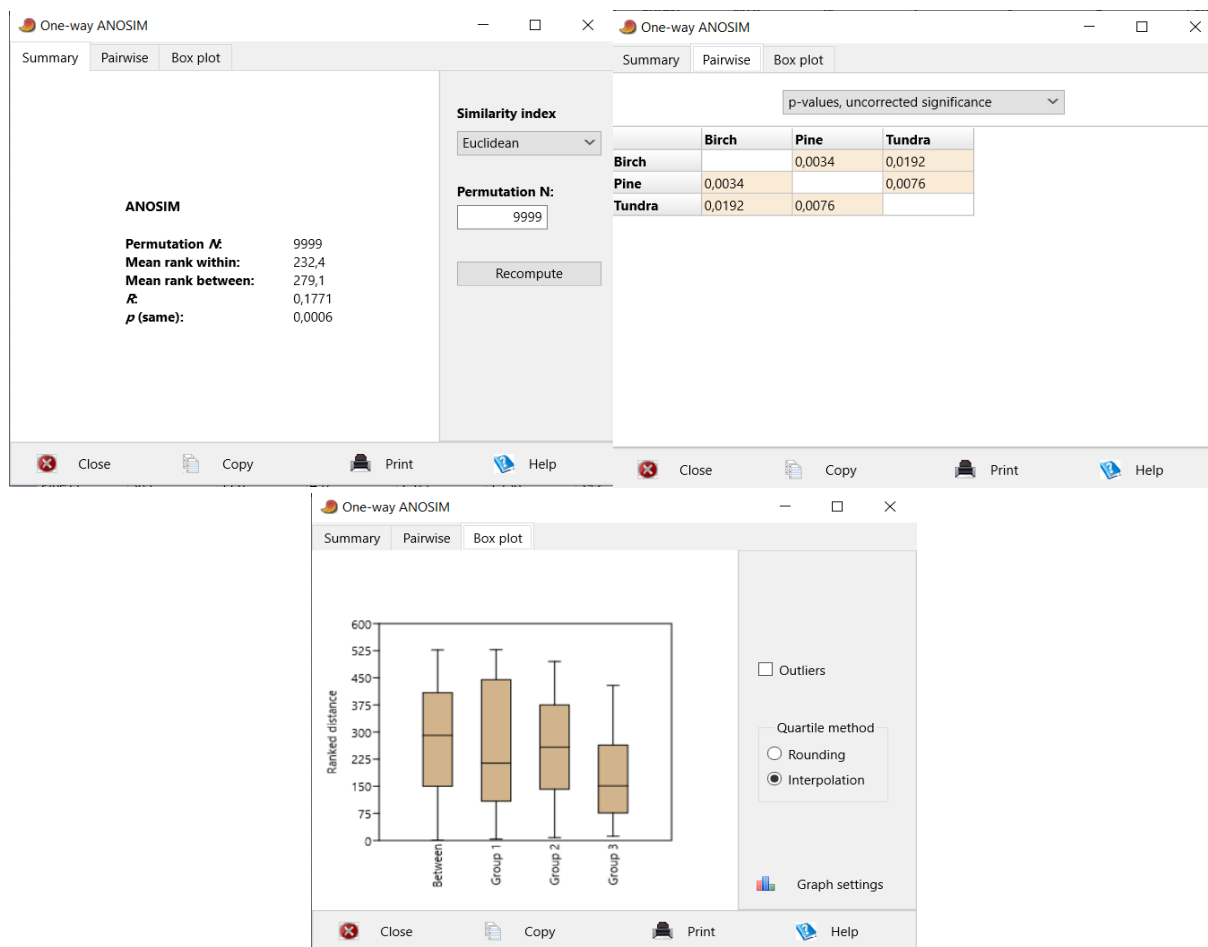 One-way ANOSIM
Summary Pairwise Box plot
Similarity index
Euclidean
Permutation N:
9999
Recompute
ANOSIM
Permutation N: 9999
Mean rank within: 232,4
Mean rank between: 279,1
R: 0,1771
p (same): 0,0006
Close Copy Print Help
One-way ANOSIM
Summary Pairwise Box plot
p-values, uncorrected significance
Birch Pine Tundra
Birch 0,0034 0,0192
Pine 0,0034 0,0076
Tundra 0,0192 0,0076
Close Copy Print Help
One-way ANOSIM
Summary Pairwise Box plot
Ranked distance
600
525
450
375
300
225
150
75
0
Between Group 1 Group 2 Group 3
Outliers
Quartile method
Rounding
Interpolation
Graph settings
Close Copy Print Help